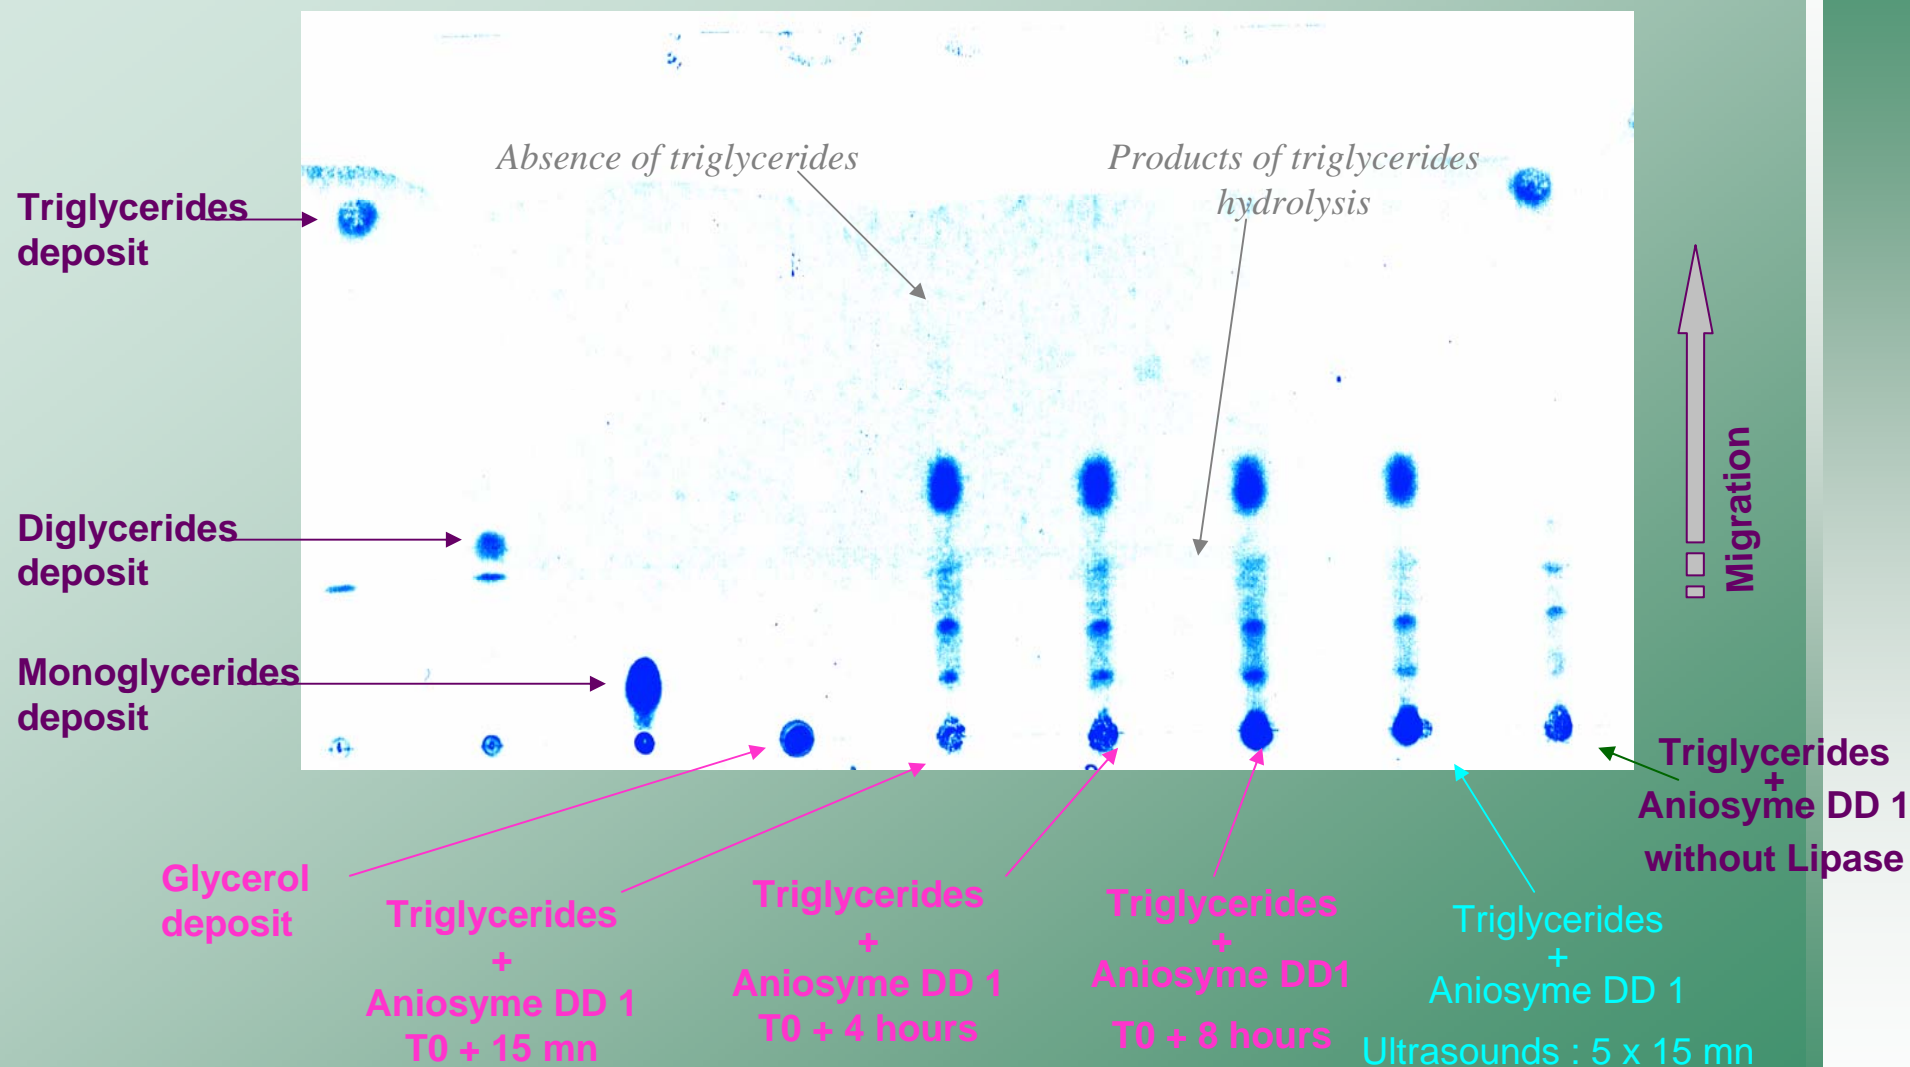 Absence of triglycerides
Products of triglycerides
hydrolysis
Triglycerides
deposit
Diglycerides
deposit
Monoglycerides
deposit
Migration
Glycerol
deposit
Triglycerides
+
Aniosyme DD 1
T0 + 15 mn
Triglycerides
+
Aniosyme DD 1
T0 + 4 hours
Triglycerides
+
Aniosyme DD1
T0 + 8 hours
Triglycerides
+
Aniosyme DD 1
Ultrasounds : 5 x 15 mn
Triglycerides
+
Aniosyme DD 1
without Lipase